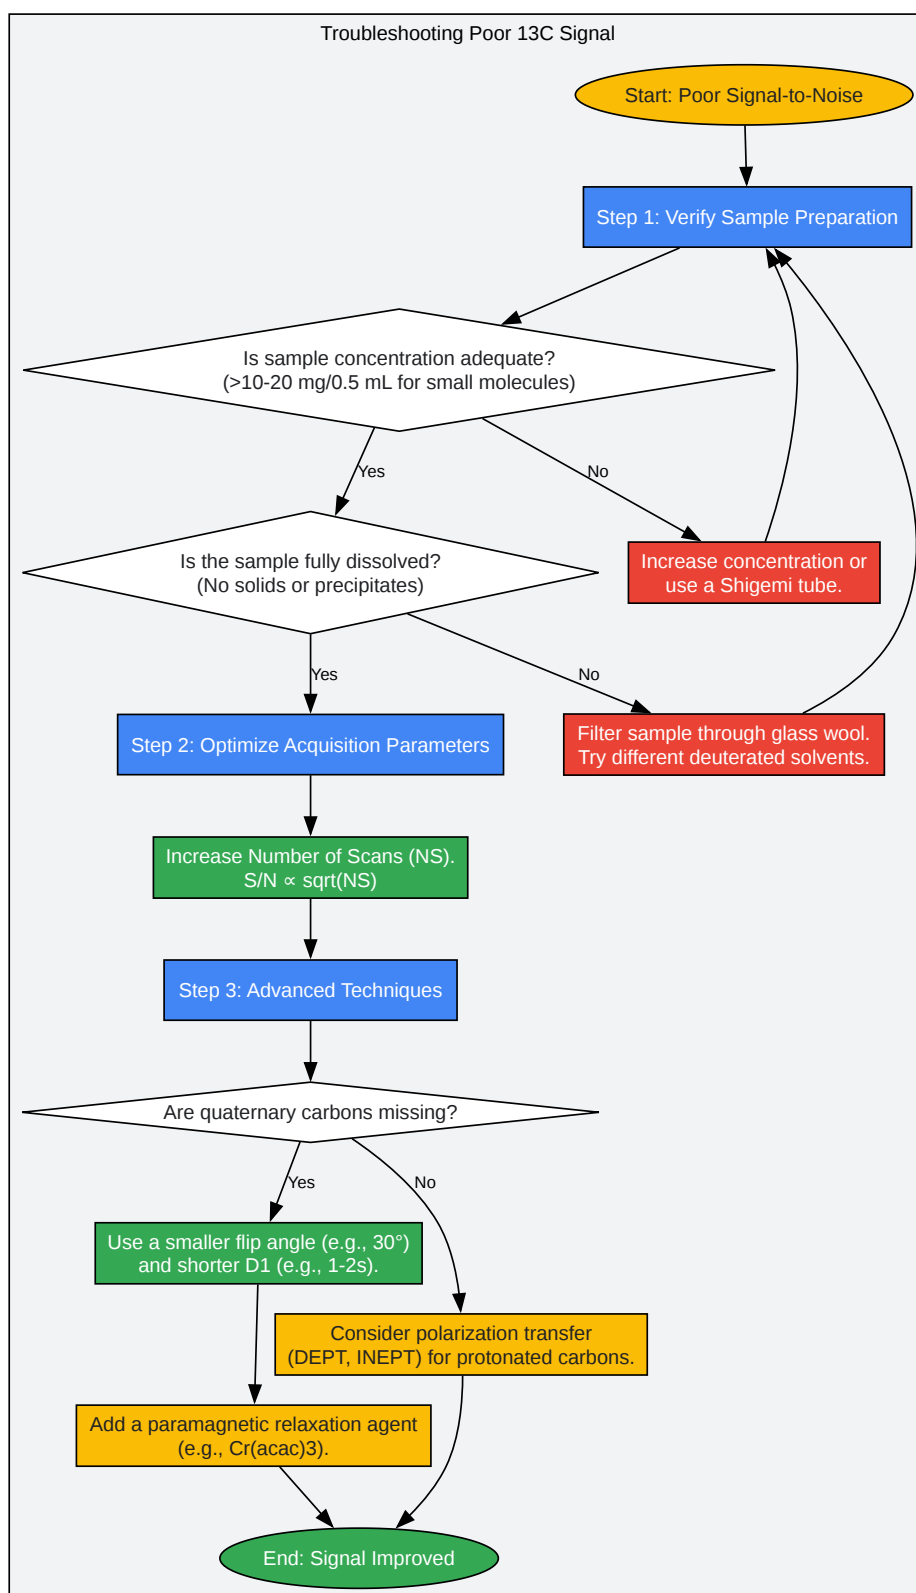 Troubleshooting Poor 13C Signal
Start: Poor Signal-to-Noise
Step 1: Verify Sample Preparation
Is sample concentration adequate?
(>10-20 mg/0.5 mL for small molecules)
Yes
No
Is the sample fully dissolved?
(No solids or precipitates)
Increase concentration or
use a Shigemi tube.
Yes
No
Step 2: Optimize Acquisition Parameters
Filter sample through glass wool.
Try different deuterated solvents.
Increase Number of Scans (NS).
S/N ∝ sqrt(NS)
Step 3: Advanced Techniques
Are quaternary carbons missing?
Yes
No
Use a smaller flip angle (e.g., 30°)
and shorter D1 (e.g., 1-2s).
Consider polarization transfer
(DEPT, INEPT) for protonated carbons.
Add a paramagnetic relaxation agent
(e.g., Cr(acac)3).
End: Signal Improved